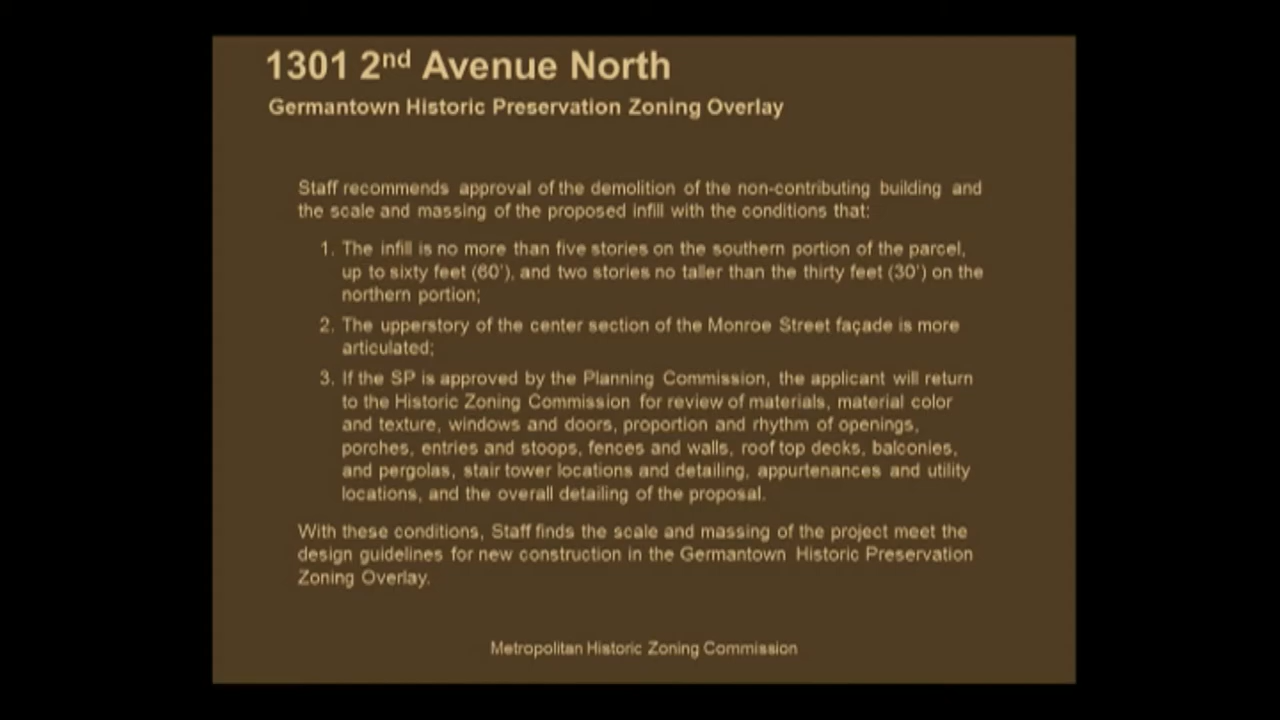 1301 2nd Avenue North
Germantown Historic Preservation Zoning Overlay
Staff recommends approval of the demolition of the non-contributing building and
the scale and massing of the proposed infill with the conditions that:
1. The infill is no more than five stories on the southern portion of the parcel,
up to sixty feet (60'), and two stories no taller than the thirty feet (30') on the
northern portion;
2. The upperstory of the center section of the Monroe Street façade is more
articulated;
3. If the SP is approved by the Planning Commission, the applicant will return
to the Historic Zoning Commission for review of materials, material color
and texture, windows and doors, proportion and rhythm of openings,
porches, entries and stoops, fences and walls, roof top decks, balconies,
and pergolas, stair tower locations and detailing, appurtenances and utility
locations, and the overall detailing of the proposal.
With these conditions, Staff finds the scale and massing of the project meet the
design guidelines for new construction in the Germantown Historic Preservation
Zoning Overlay.
Metropolitan Historic Zoning Commission